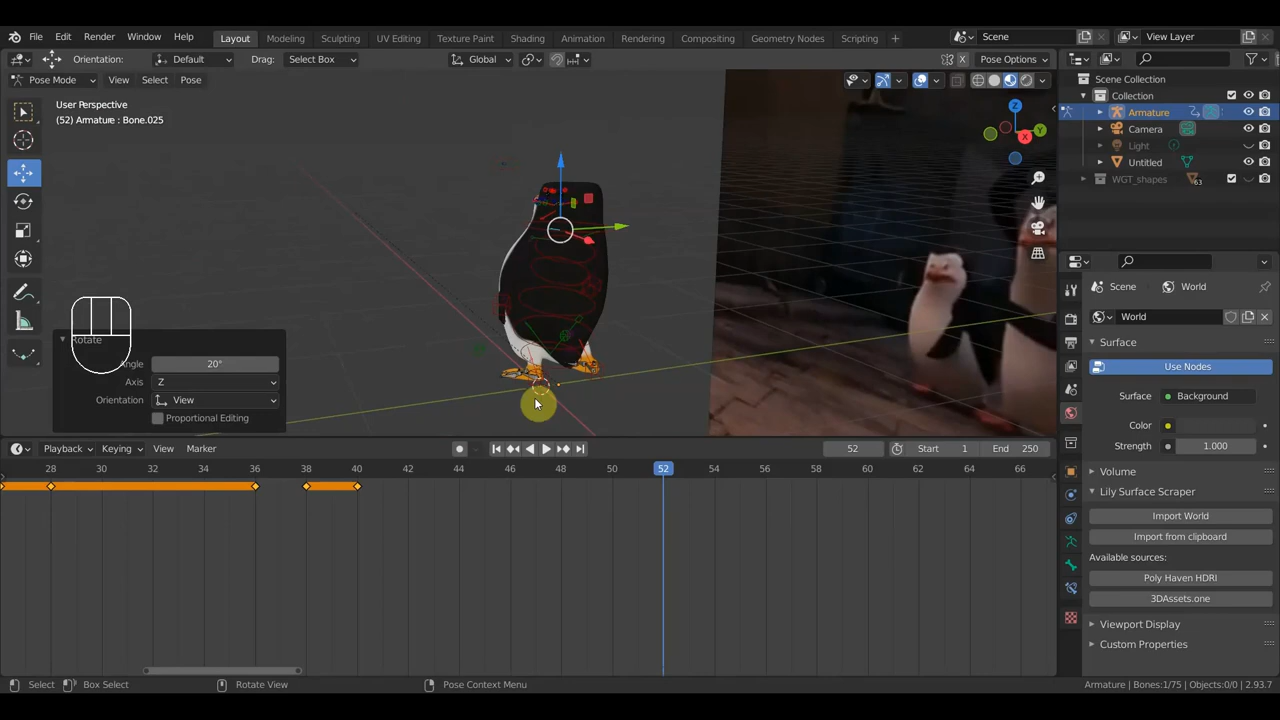 File Edit Render Window Help Layout Modeling Sculpting UV Editing Texture Paint Shading Animation Rendering Compositing Geometry Nodes Scripting + Scene View Layer
Orientation: Default Drag: Select Box Global X Pose Options
Pose Mode View Select Pose
User Perspective
(52) Armature : Bone.025
Z
Y
X
Rotate
Angle 20°
Axis Z
Orientation View
Proportional Editing
Playback Keying View Marker 52 Start 1 End 250
28 30 32 34 36 38 40 42 44 46 48 50 52 54 56 58 60 62 64 66
Select Box Select Rotate View Pose Context Menu Armature | Bones:1/75 | Objects:0/0 | 2.93.7
Scene Collection
Collection
Armature
Camera
Light
Untitled
WGT_shapes 63
Scene World
World
Surface
Use Nodes
Surface Background
Color
Strength 1.000
Volume
Lily Surface Scraper
Import World
Import from clipboard
Available sources:
Poly Haven HDRI
3DAssets.one
Viewport Display
Custom Properties